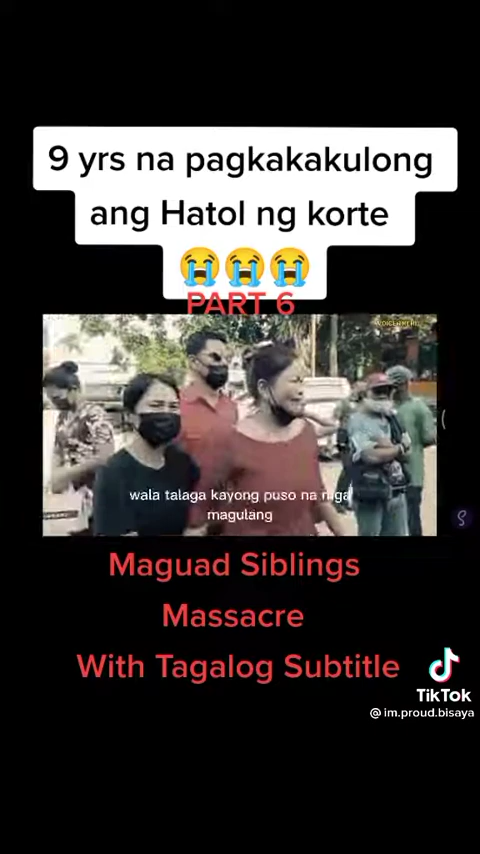 9 yrs na pagkakakulong
ang Hatol ng korte
😭😭😭
PART 6
wala talaga kayong puso na mga
magulang
Maguad Siblings
Massacre
With Tagalog Subtitle
TikTok
@im.proud.bisaya